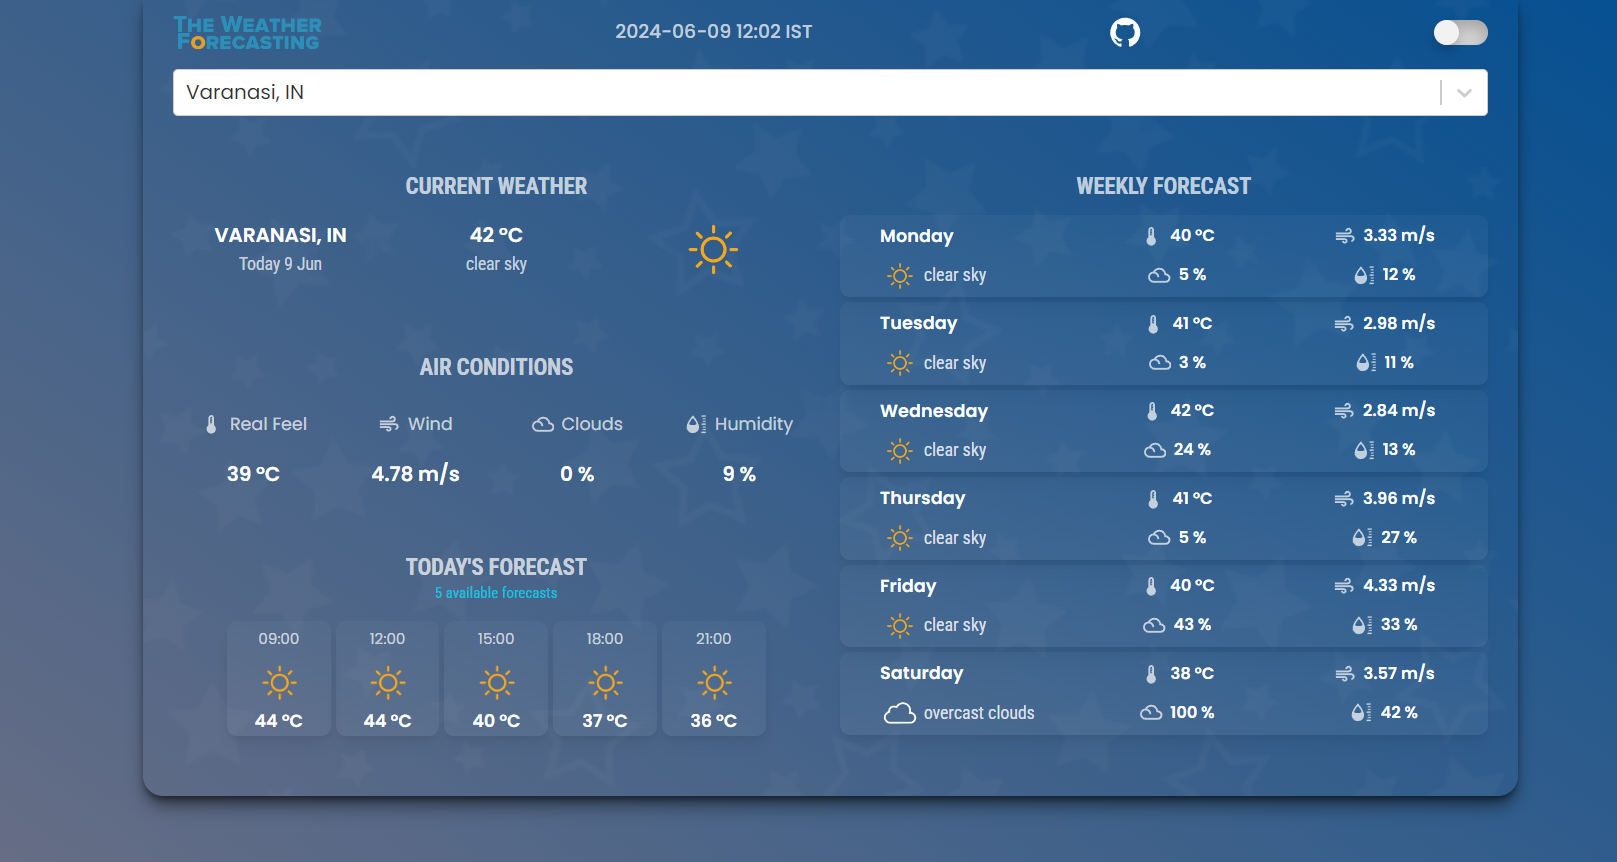 THE WEATHER
FORECASTING
2024-06-09 12:02 IST
Varanasi, IN
CURRENT WEATHER
VARANASI, IN
Today 9 Jun
42 °C
clear sky
AIR CONDITIONS
Real Feel
39 °C
Wind
4.78 m/s
Clouds
0 %
Humidity
9 %
TODAY'S FORECAST
5 available forecasts
09:00
44 °C
12:00
44 °C
15:00
40 °C
18:00
37 °C
21:00
36 °C
WEEKLY FORECAST
Monday 40 °C 3.33 m/s
clear sky 5 % 12 %
Tuesday 41 °C 2.98 m/s
clear sky 3 % 11 %
Wednesday 42 °C 2.84 m/s
clear sky 24 % 13 %
Thursday 41 °C 3.96 m/s
clear sky 5 % 27 %
Friday 40 °C 4.33 m/s
clear sky 43 % 33 %
Saturday 38 °C 3.57 m/s
overcast clouds 100 % 42 %